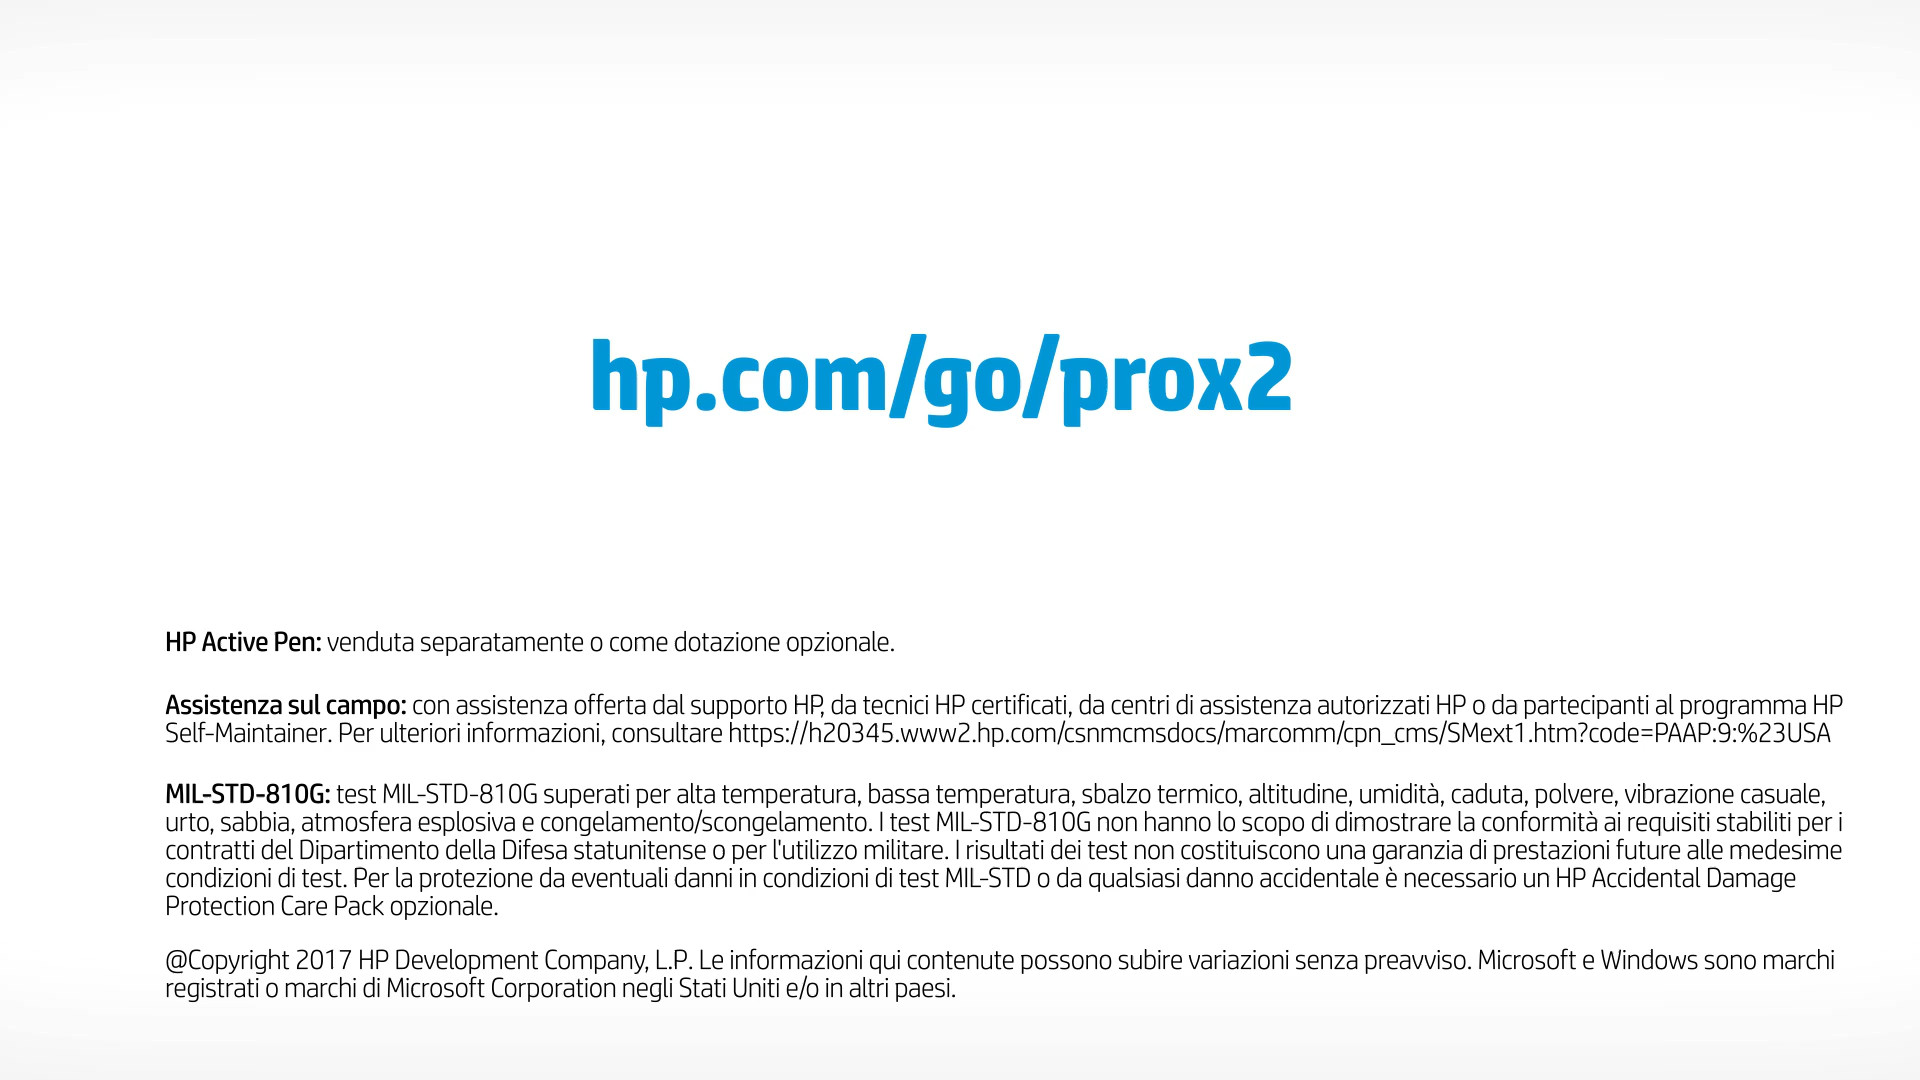 hp.com/go/prox2
HP Active Pen: venduta separatamente o come dotazione opzionale.
Assistenza sul campo: con assistenza offerta dal supporto HP, da tecnici HP certificati, da centri di assistenza autorizzati HP o da partecipanti al programma HP
Self-Maintainer. Per ulteriori informazioni, consultare https://h20345.www2.hp.com/csnmcmsdocs/marcomm/cpn_cms/SMext1.htm?code=PAAP:9:%23USA
MIL-STD-810G: test MIL-STD-810G superati per alta temperatura, bassa temperatura, sbalzo termico, altitudine, umidità, caduta, polvere, vibrazione casuale,
urto, sabbia, atmosfera esplosiva e congelamento/scongelamento. I test MIL-STD-810G non hanno lo scopo di dimostrare la conformità ai requisiti stabiliti per i
contratti del Dipartimento della Difesa statunitense o per l'utilizzo militare. I risultati dei test non costituiscono una garanzia di prestazioni future alle medesime
condizioni di test. Per la protezione da eventuali danni in condizioni di test MIL-STD o da qualsiasi danno accidentale è necessario un HP Accidental Damage
Protection Care Pack opzionale.
@Copyright 2017 HP Development Company, L.P. Le informazioni qui contenute possono subire variazioni senza preavviso. Microsoft e Windows sono marchi
registrati o marchi di Microsoft Corporation negli Stati Uniti e/o in altri paesi.